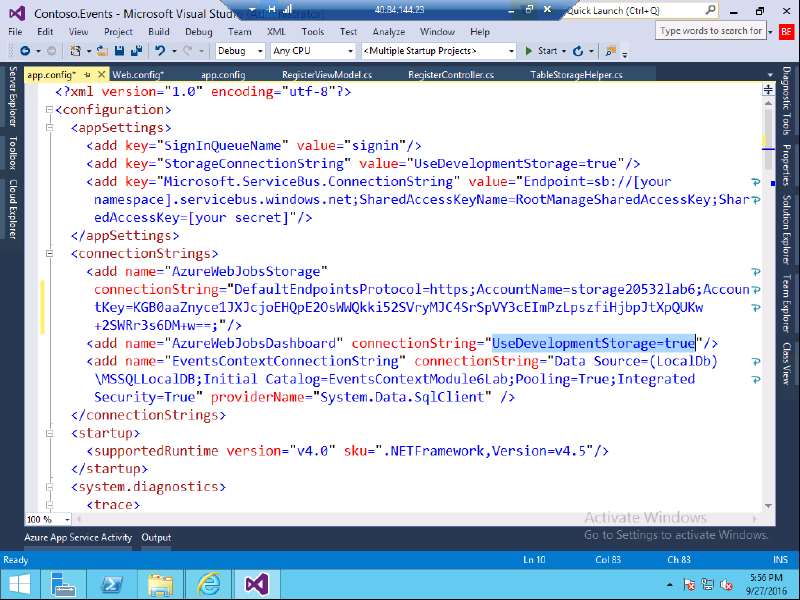 Contoso.Events - Microsoft Visual Stud
40.84.144.23
Quick Launch (Ctrl+Q)
File Edit View Project Build Debug Team XML Tools Test Analyze Window Help
Type words to search for
BE
Debug Any CPU <Multiple Startup Projects> Start
app.config* Web.config* app.config RegisterViewModel.cs RegisterController.cs TableStorageHelper.cs
Server Explorer
Toolbox
Cloud Explorer
<?xml version="1.0" encoding="utf-8"?>
<configuration>
<appSettings>
<add key="SignInQueueName" value="signin"/>
<add key="StorageConnectionString" value="UseDevelopmentStorage=true"/>
<add key="Microsoft.ServiceBus.ConnectionString" value="Endpoint=sb://[your
namespace].servicebus.windows.net;SharedAccessKeyName=RootManageSharedAccessKey;Shar
edAccessKey=[your secret]"/>
</appSettings>
<connectionStrings>
<add name="AzureWebJobsStorage"
connectionString="DefaultEndpointsProtocol=https;AccountName=storage20532lab6;Accoun
tKey=KGB0aaZnyce1JXJcjoEHQpE2OsWWQkki52SVryMJC4SrSpVY3cEImPzLpszfiHjbpJtXpQUKw
+2SWRr3s6DM+w==;"/>
<add name="AzureWebJobsDashboard" connectionString="UseDevelopmentStorage=true"/>
<add name="EventsContextConnectionString" connectionString="Data Source=(LocalDb)
\MSSQLLocalDB;Initial Catalog=EventsContextModule6Lab;Pooling=True;Integrated
Security=True" providerName="System.Data.SqlClient" />
</connectionStrings>
<startup>
<supportedRuntime version="v4.0" sku=".NETFramework,Version=v4.5"/>
</startup>
<system.diagnostics>
<trace>
Diagnostic Tools
Properties
Solution Explorer
Team Explorer
Class View
100 %
Activate Windows
Go to Settings to activate Windows.
Azure App Service Activity Output
Ready Ln 10 Col 83 Ch 83 INS
5:56 PM
9/27/2016